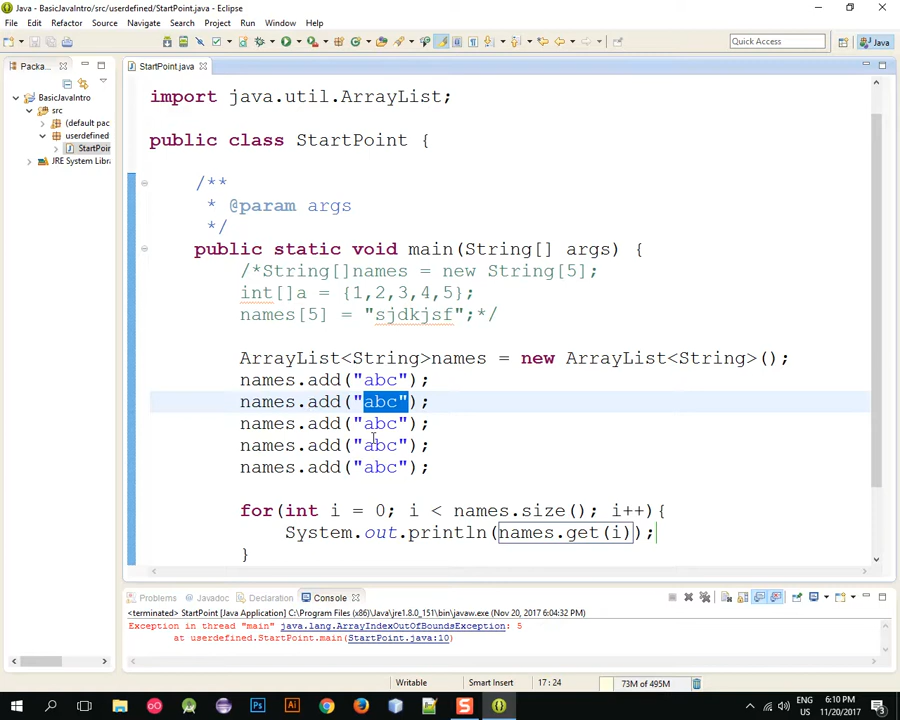 Java - BasicJavaIntro/src/userdefined/StartPoint.java - Eclipse
File Edit Refactor Source Navigate Search Project Run Window Help
Quick Access
Java
Packa...
StartPoint.java
BasicJavaIntro
src
(default pac
userdefined
StartPoin
JRE System Libra
import java.util.ArrayList;
public class StartPoint {
/**
* @param args
*/
public static void main(String[] args) {
/*String[]names = new String[5];
int[]a = {1,2,3,4,5};
names[5] = "sjdkjsf";*/
ArrayList<String>names = new ArrayList<String>();
names.add("abc");
names.add("abc");
names.add("abc");
names.add("abc");
names.add("abc");
for(int i = 0; i < names.size(); i++){
System.out.println(names.get(i));
}
Problems Javadoc Declaration Console
<terminated> StartPoint [Java Application] C:\Program Files (x86)\Java\jre1.8.0_151\bin\javaw.exe (Nov 20, 2017 6:04:32 PM)
Exception in thread "main" java.lang.ArrayIndexOutOfBoundsException: 5
at userdefined.StartPoint.main(StartPoint.java:10)
Writable Smart Insert 17 : 24 73M of 495M
ENG
US
6:10 PM
11/20/2017
3